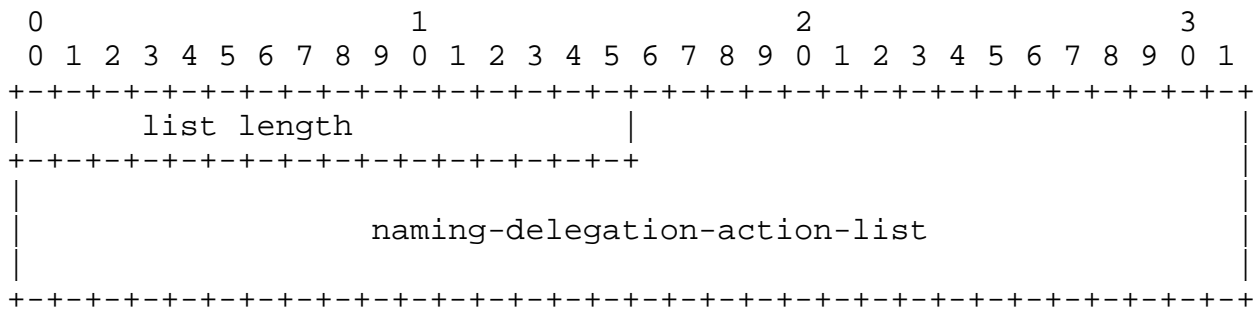 0                   1                   2                   3
 0 1 2 3 4 5 6 7 8 9 0 1 2 3 4 5 6 7 8 9 0 1 2 3 4 5 6 7 8 9 0 1
+-+-+-+-+-+-+-+-+-+-+-+-+-+-+-+-+-+-+-+-+-+-+-+-+-+-+-+-+-+-+-+-+
|      list length              |                               |
+-+-+-+-+-+-+-+-+-+-+-+-+-+-+-+-+                               |
|                                                               |
|                  naming-delegation-action-list                |
|                                                               |
+-+-+-+-+-+-+-+-+-+-+-+-+-+-+-+-+-+-+-+-+-+-+-+-+-+-+-+-+-+-+-+-+